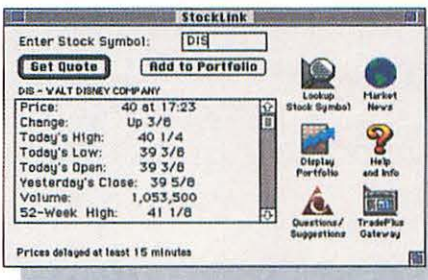 StockLink
Enter Stock Symbol: DIS
Get Quote Add to Portfolio
DIS - WALT DISNEY COMPANY
Price: 40 at 17:23
Change: Up 3/8
Today's High: 40 1/4
Today's Low: 39 3/8
Today's Open: 39 3/8
Yesterday's Close: 39 5/8
Volume: 1,053,500
52-Week High: 41 1/8
Lookup Stock Symbol
Market News
Display Portfolio
Help and Info
Questions/ Suggestions
TradePlus Gateway
Prices delayed at least 15 minutes